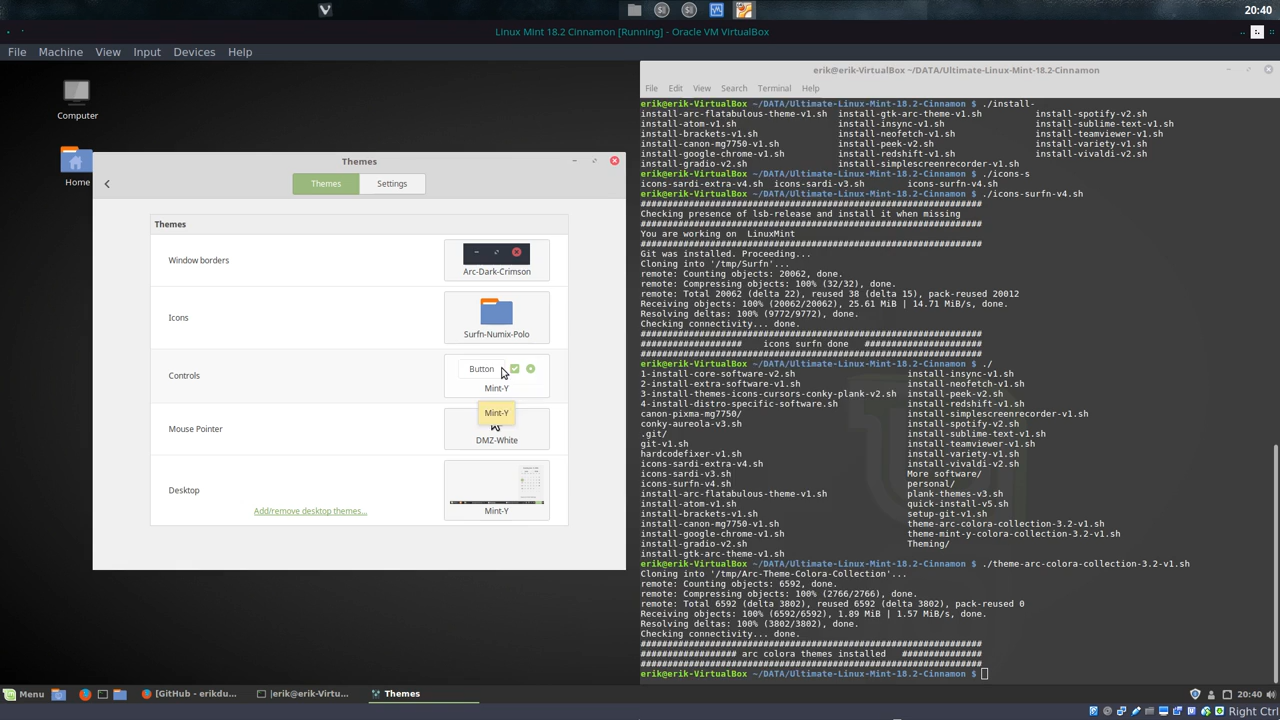 20:40
Linux Mint 18.2 Cinnamon [Running] - Oracle VM VirtualBox
File Machine View Input Devices Help
Computer
Home
Themes
Themes Settings
Themes
Window borders
Arc-Dark-Crimson
Icons
Surfn-Numix-Polo
Controls
Button
Mint-Y
Mint-Y
Mouse Pointer
DMZ-White
Desktop
Mint-Y
Add/remove desktop themes...
erik@erik-VirtualBox ~/DATA/Ultimate-Linux-Mint-18.2-Cinnamon
File Edit View Search Terminal Help
erik@erik-VirtualBox ~/DATA/Ultimate-Linux-Mint-18.2-Cinnamon $ ./install-
install-arc-flatabulous-theme-v1.sh install-gtk-arc-theme-v1.sh install-spotify-v2.sh
install-atom-v1.sh install-insync-v1.sh install-sublime-text-v1.sh
install-brackets-v1.sh install-neofetch-v1.sh install-teamviewer-v1.sh
install-canon-mg7750-v1.sh install-peek-v2.sh install-variety-v1.sh
install-google-chrome-v1.sh install-redshift-v1.sh install-vivaldi-v2.sh
install-gradio-v2.sh install-simplescreenrecorder-v1.sh
erik@erik-VirtualBox ~/DATA/Ultimate-Linux-Mint-18.2-Cinnamon $ ./icons-s
icons-sardi-extra-v4.sh icons-sardi-v3.sh icons-surfn-v4.sh
erik@erik-VirtualBox ~/DATA/Ultimate-Linux-Mint-18.2-Cinnamon $ ./icons-surfn-v4.sh
################################################################
Checking presence of lsb-release and install it when missing
################################################################
You are working on  LinuxMint
################################################################
Git was installed. Proceeding...
Cloning into '/tmp/Surfn'...
remote: Counting objects: 20062, done.
remote: Compressing objects: 100% (32/32), done.
remote: Total 20062 (delta 22), reused 38 (delta 15), pack-reused 20012
Receiving objects: 100% (20062/20062), 25.61 MiB | 14.71 MiB/s, done.
Resolving deltas: 100% (9772/9772), done.
Checking connectivity... done.
################################################################
################### icons surfn done ###################
################################################################
erik@erik-VirtualBox ~/DATA/Ultimate-Linux-Mint-18.2-Cinnamon $ ./
1-install-core-software-v2.sh install-insync-v1.sh
2-install-extra-software-v1.sh install-neofetch-v1.sh
3-install-themes-icons-cursors-conky-plank-v2.sh install-peek-v2.sh
4-install-distro-specific-software.sh install-redshift-v1.sh
canon-pixma-mg7750/ install-simplescreenrecorder-v1.sh
conky-aureola-v3.sh install-spotify-v2.sh
.git/ install-sublime-text-v1.sh
git-v1.sh install-teamviewer-v1.sh
hardcodefixer-v1.sh install-variety-v1.sh
icons-sardi-extra-v4.sh install-vivaldi-v2.sh
icons-sardi-v3.sh More software/
icons-surfn-v4.sh personal/
install-arc-flatabulous-theme-v1.sh plank-themes-v3.sh
install-atom-v1.sh quick-install-v5.sh
install-brackets-v1.sh setup-git-v1.sh
install-canon-mg7750-v1.sh theme-arc-colora-collection-3.2-v1.sh
install-google-chrome-v1.sh theme-mint-y-colora-collection-3.2-v1.sh
install-gradio-v2.sh Theming/
install-gtk-arc-theme-v1.sh
erik@erik-VirtualBox ~/DATA/Ultimate-Linux-Mint-18.2-Cinnamon $ ./theme-arc-colora-collection-3.2-v1.sh
Cloning into '/tmp/Arc-Theme-Colora-Collection'...
remote: Counting objects: 6592, done.
remote: Compressing objects: 100% (2766/2766), done.
remote: Total 6592 (delta 3802), reused 6592 (delta 3802), pack-reused 0
Receiving objects: 100% (6592/6592), 1.89 MiB | 1.57 MiB/s, done.
Resolving deltas: 100% (3802/3802), done.
Checking connectivity... done.
################################################################
################## arc colora themes installed ###############
################################################################
erik@erik-VirtualBox ~/DATA/Ultimate-Linux-Mint-18.2-Cinnamon $
Menu [GitHub - erikdu... |erik@erik-Virtu... Themes 20:40
Right Ctrl